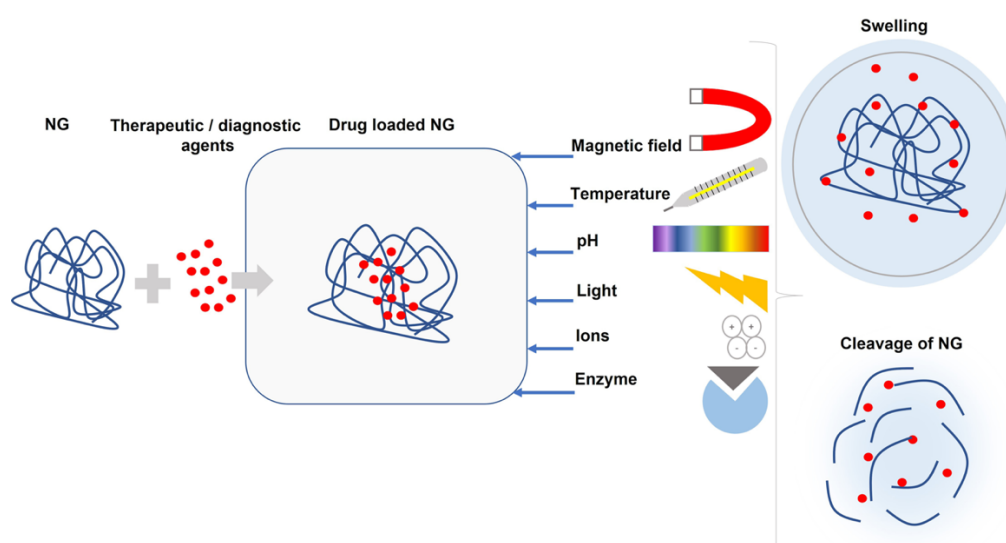 NG
Therapeutic / diagnostic
agents
Drug loaded NG
Magnetic field
Temperature
pH
Light
Ions
Enzyme
+ +
- -
Swelling
Cleavage of NG